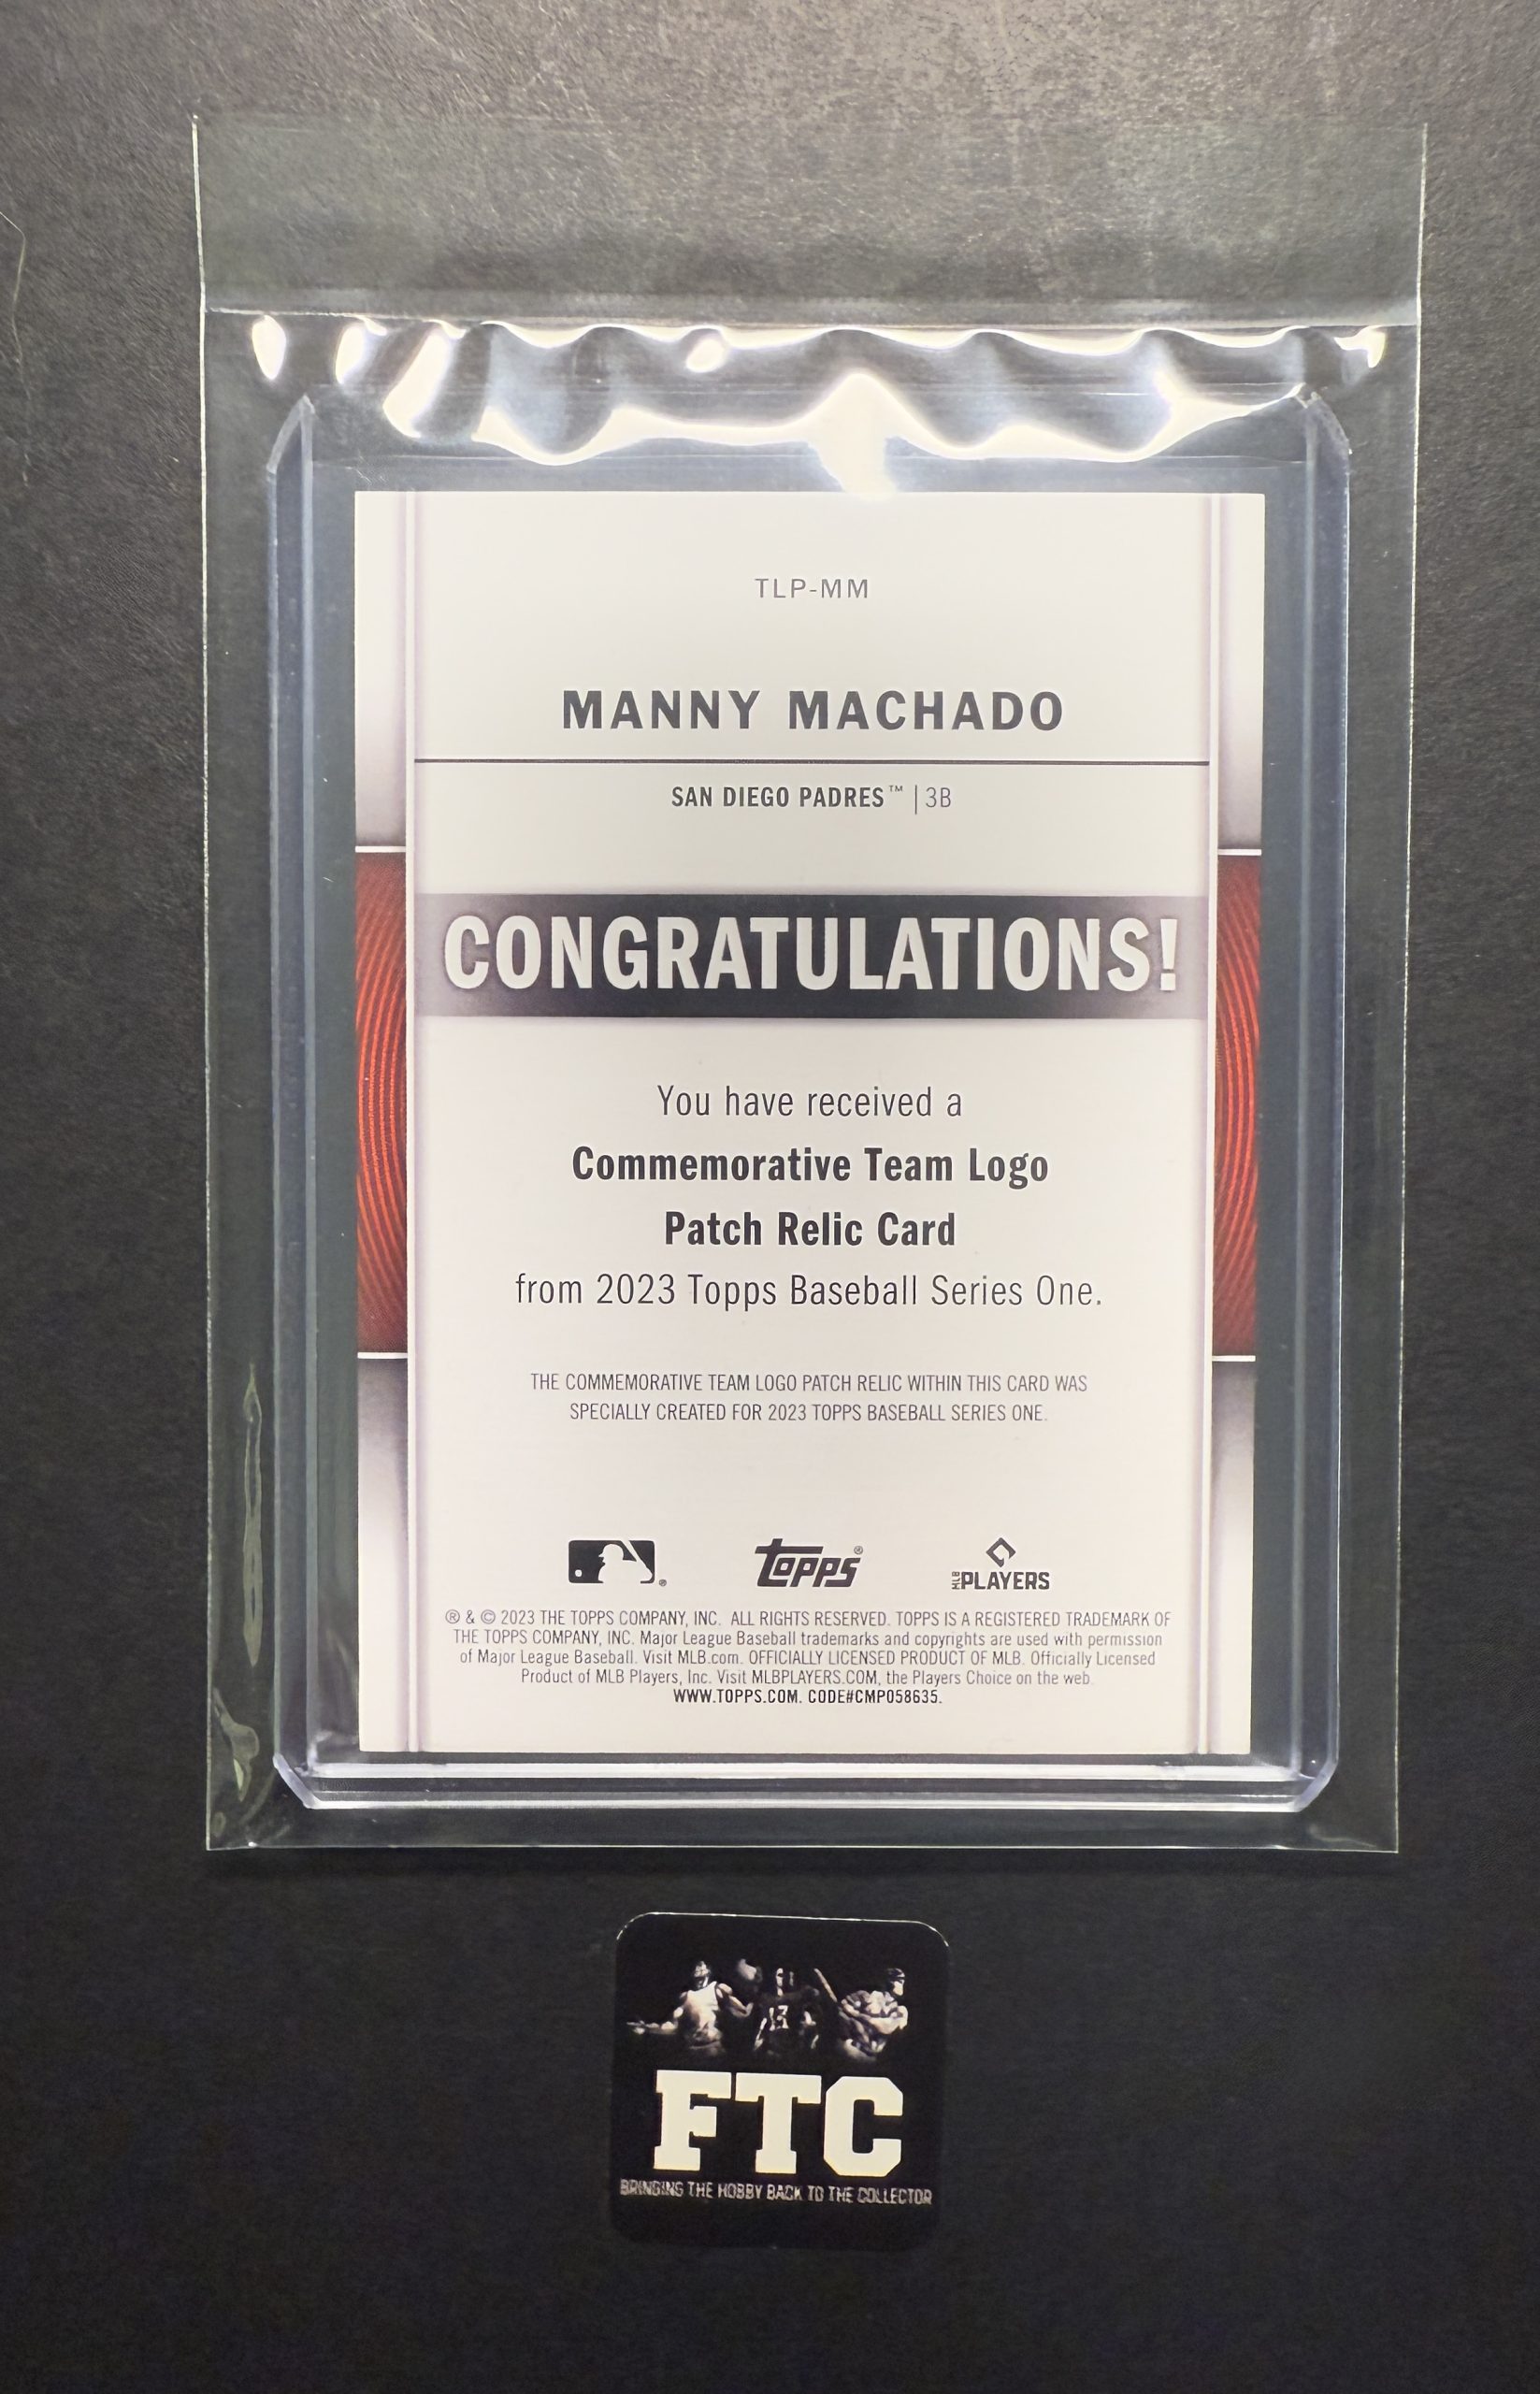 TLP-MM
MANNY MACHADO
SAN DIEGO PADRES™ | 3B
CONGRATULATIONS!
You have received a
Commemorative Team Logo
Patch Relic Card
from 2023 Topps Baseball Series One.
THE COMMEMORATIVE TEAM LOGO PATCH RELIC WITHIN THIS CARD WAS
SPECIALLY CREATED FOR 2023 TOPPS BASEBALL SERIES ONE.
® topps® MLB PLAYERS
® & © 2023 THE TOPPS COMPANY, INC. ALL RIGHTS RESERVED. TOPPS IS A REGISTERED TRADEMARK OF
THE TOPPS COMPANY, INC. Major League Baseball trademarks and copyrights are used with permission
of Major League Baseball. Visit MLB.com. OFFICIALLY LICENSED PRODUCT OF MLB. Officially Licensed
Product of MLB Players, Inc. Visit MLBPLAYERS.COM, the Players Choice on the web.
WWW.TOPPS.COM. CODE#CMP058635.
13
FTC
BRINGING THE HOBBY BACK TO THE COLLECTOR